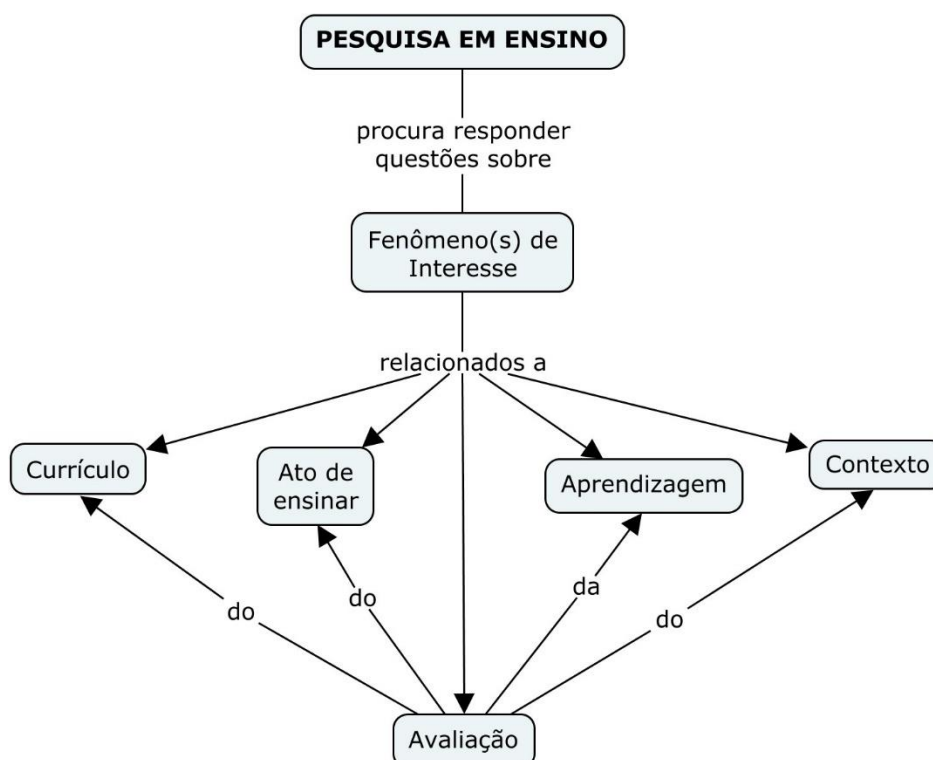 PESQUISA EM ENSINO
procura responder
questões sobre
Fenômeno(s) de
Interesse
relacionados a
Currículo
Ato de
ensinar
Aprendizagem
Contexto
do
do
da
do
Avaliação